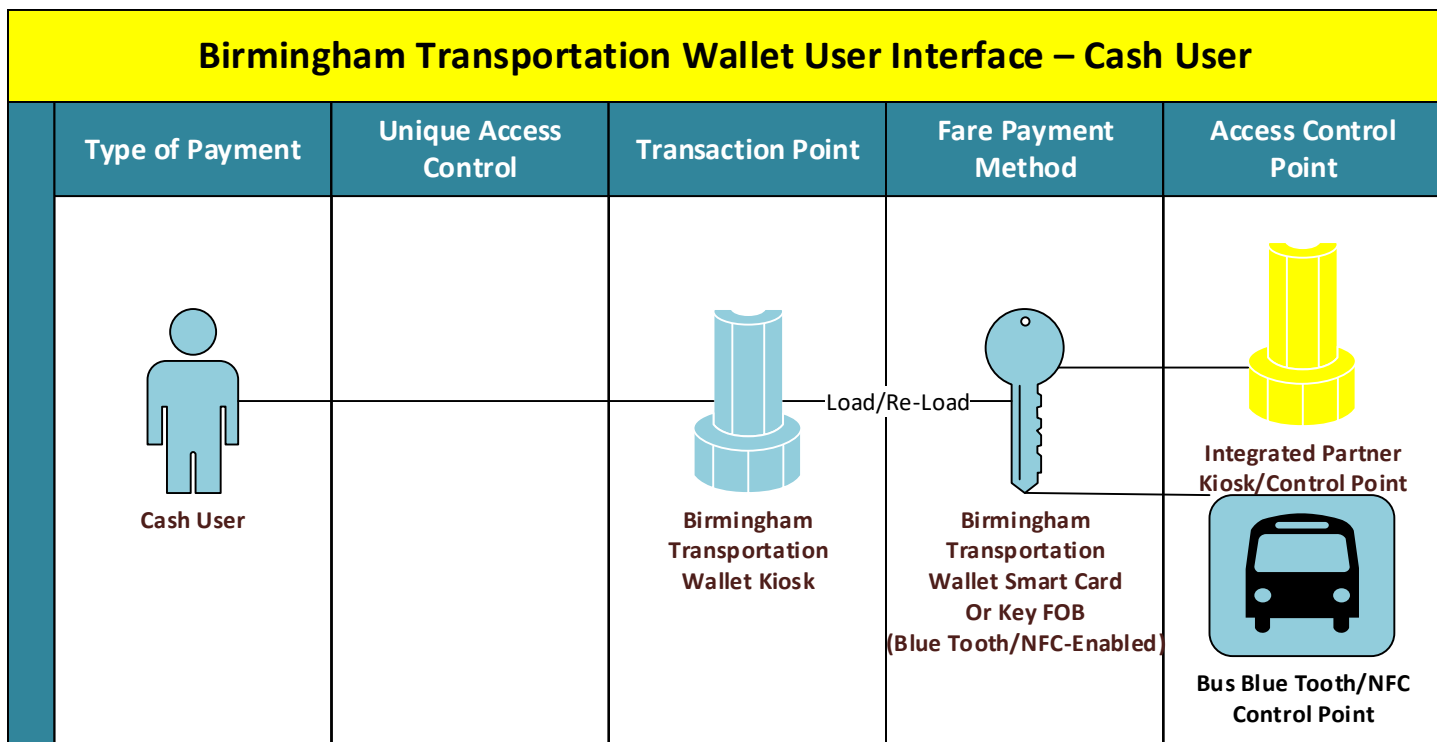 Birmingham Transportation Wallet User Interface – Cash User
Type of Payment
Unique Access
Control
Transaction Point
Fare Payment
Method
Access Control
Point
Cash User
Birmingham
Transportation
Wallet Kiosk
Load/Re-Load
Birmingham
Transportation
Wallet Smart Card
Or Key FOB
(Blue Tooth/NFC-Enabled)
Integrated Partner
Kiosk/Control Point
Bus Blue Tooth/NFC
Control Point